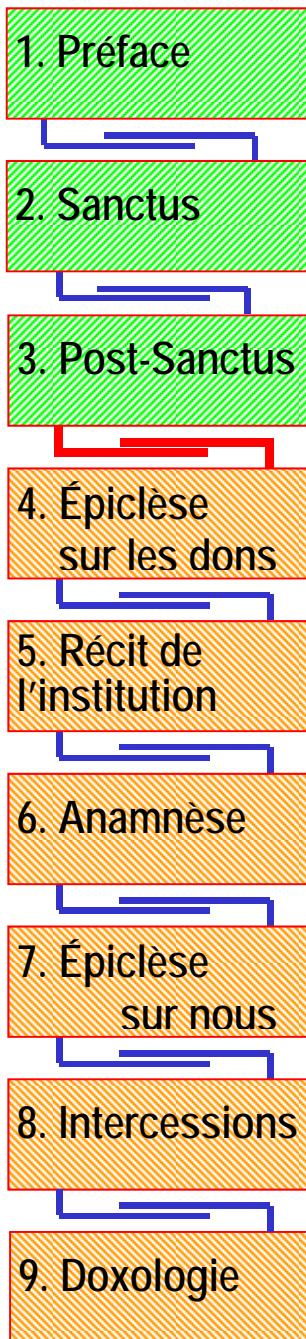 1. Préface
2. Sanctus
3. Post-Sanctus
4. Épiclèse
sur les dons
5. Récit de
l'institution
6. Anamnèse
7. Épiclèse
sur nous
8. Intercessions
9. Doxologie